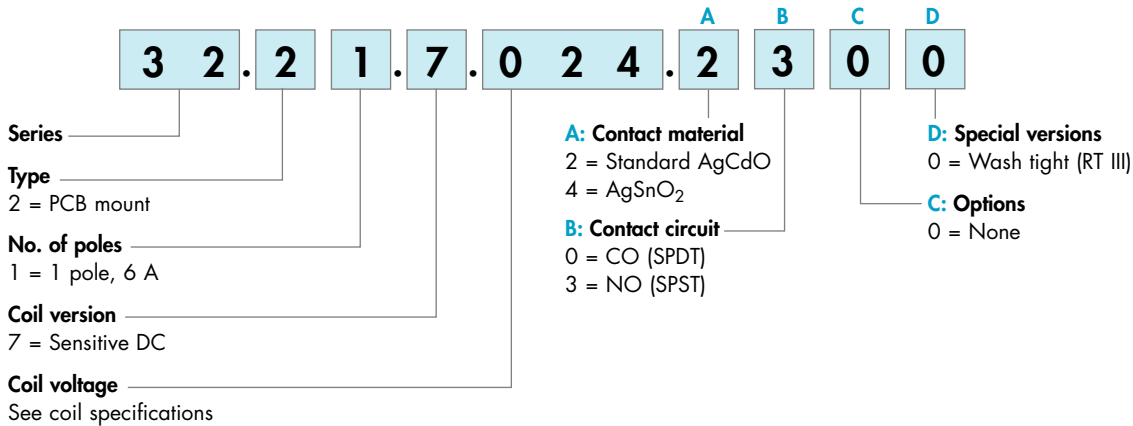 A B C D
3 2 . 2 1 . 7 . 0 2 4 . 2 3 0 0
Series
Type
2 = PCB mount
No. of poles
1 = 1 pole, 6 A
Coil version
7 = Sensitive DC
Coil voltage
See coil specifications
A: Contact material
2 = Standard AgCdO
4 = AgSnO2
B: Contact circuit
0 = CO (SPDT)
3 = NO (SPST)
D: Special versions
0 = Wash tight (RT III)
C: Options
0 = None